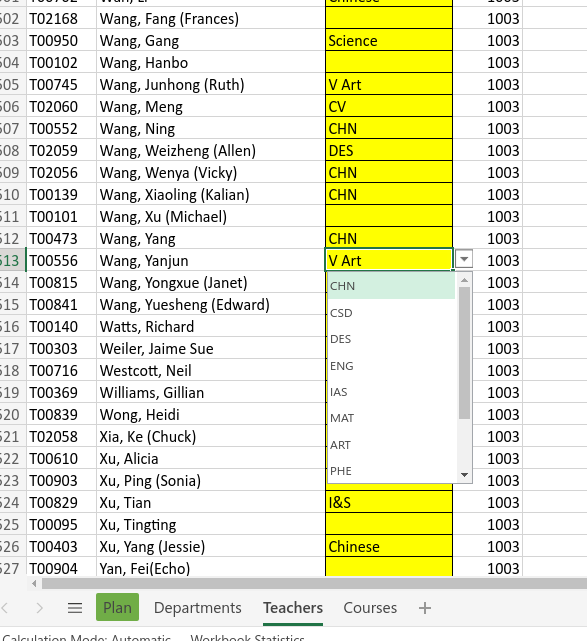 502 T02168 Wang, Fang (Frances) 1003
503 T00950 Wang, Gang Science 1003
504 T00102 Wang, Hanbo 1003
505 T00745 Wang, Junhong (Ruth) V Art 1003
506 T02060 Wang, Meng CV 1003
507 T00552 Wang, Ning CHN 1003
508 T02059 Wang, Weizheng (Allen) DES 1003
509 T02056 Wang, Wenya (Vicky) CHN 1003
510 T00139 Wang, Xiaoling (Kalian) CHN 1003
511 T00101 Wang, Xu (Michael) 1003
512 T00473 Wang, Yang CHN 1003
513 T00556 Wang, Yanjun V Art 1003
514 T00815 Wang, Yongxue (Janet) CHN 1003
515 T00841 Wang, Yuesheng (Edward) CSD 1003
516 T00140 Watts, Richard DES 1003
517 T00303 Weiler, Jaime Sue 1003
518 T00716 Westcott, Neil ENG 1003
519 T00369 Williams, Gillian IAS 1003
520 T00839 Wong, Heidi MAT 1003
521 T02058 Xia, Ke (Chuck) ART 1003
522 T00610 Xu, Alicia 1003
523 T00903 Xu, Ping (Sonia) PHE 1003
524 T00829 Xu, Tian I&S 1003
525 T00095 Xu, Tingting 1003
526 T00403 Xu, Yang (Jessie) Chinese 1003
527 T00904 Yan, Fei(Echo) 1003
Plan Departments Teachers Courses
Calculation Mode: Automatic Workbook Statistics